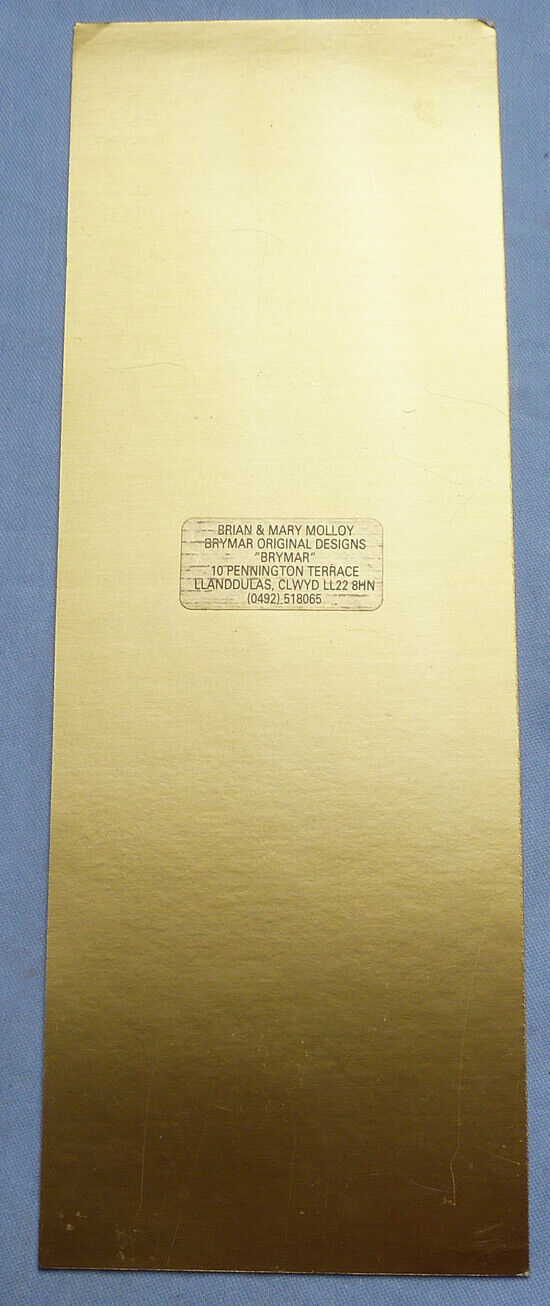 BRIAN & MARY MOLLOY
BRYMAR ORIGINAL DESIGNS
"BRYMAR"
10 PENNINGTON TERRACE
LLANDDULAS, CLWYD LL22 8HN
(0492) 518065